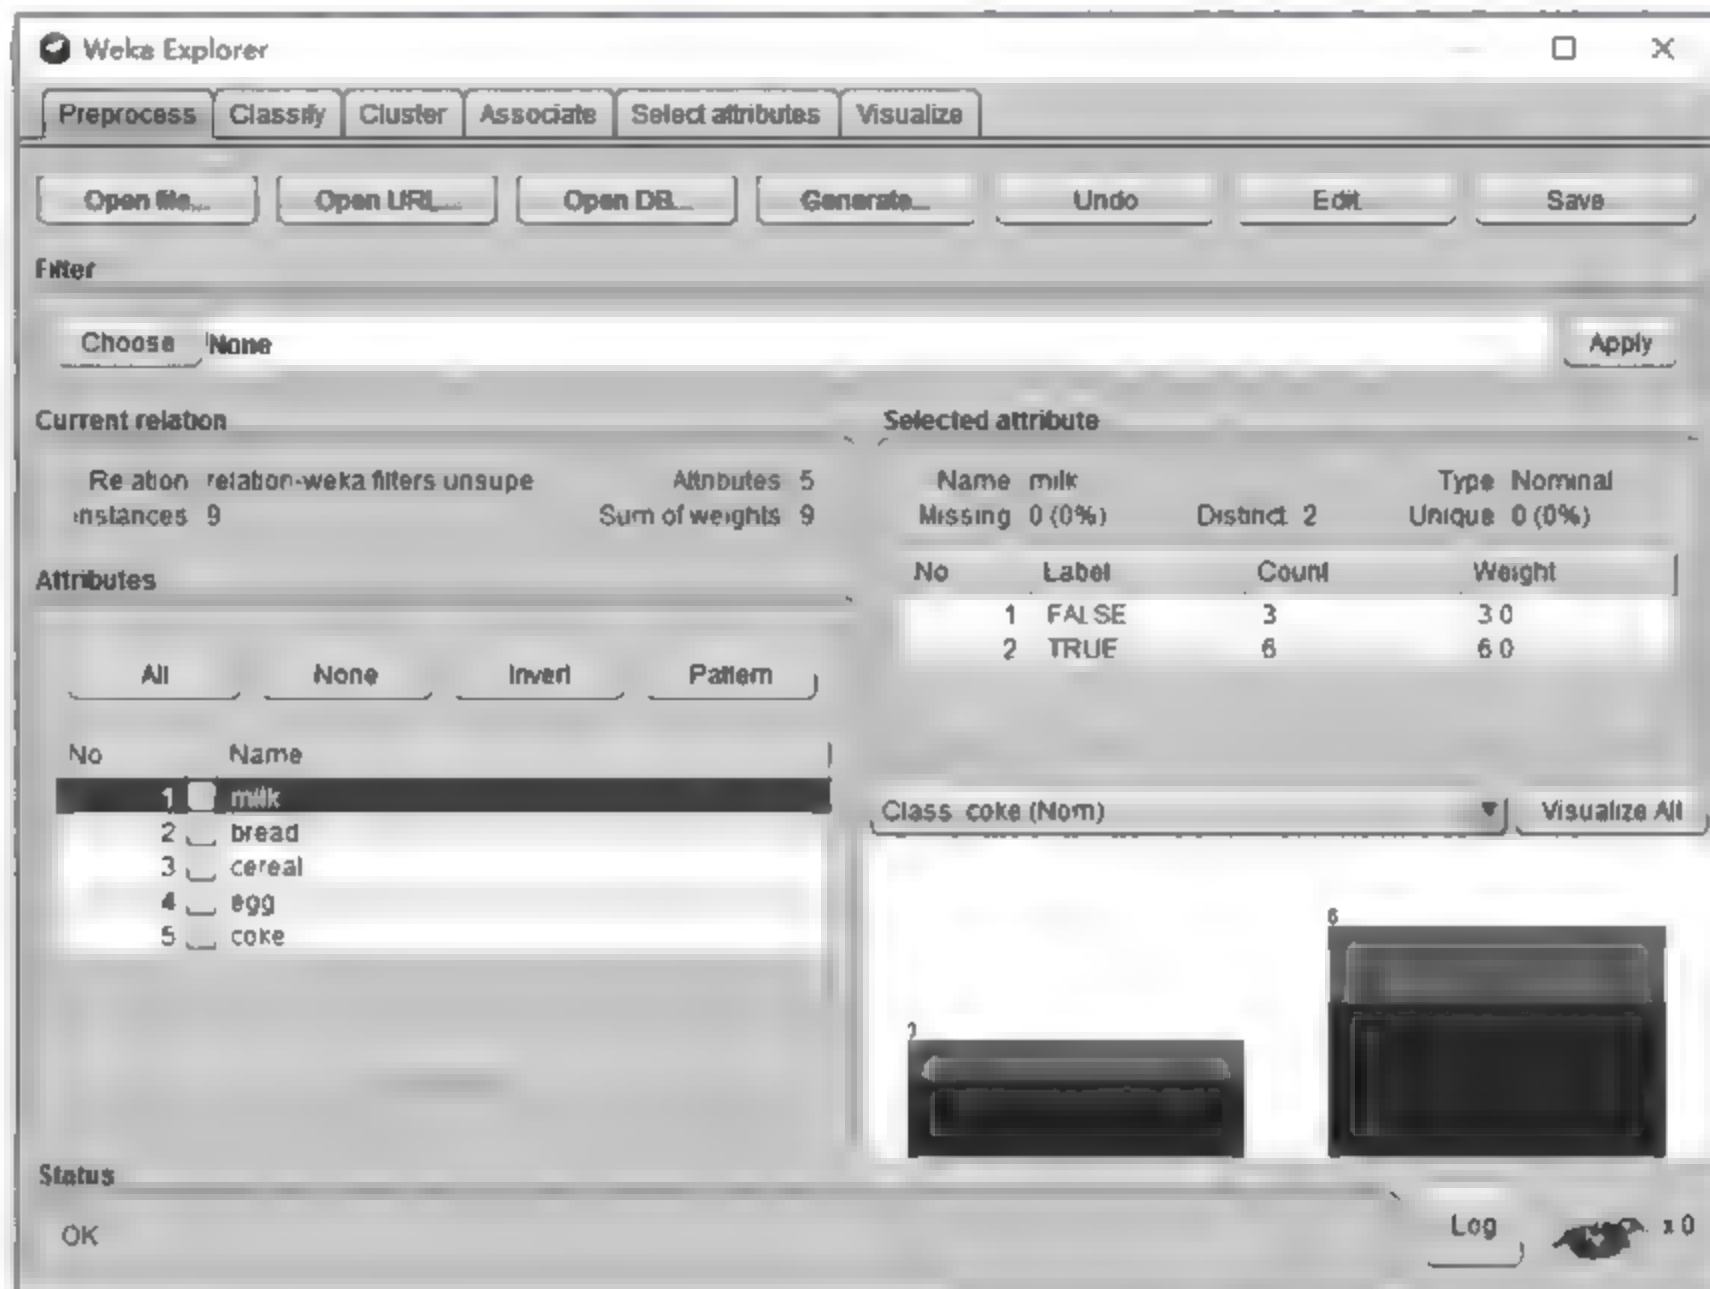 Weka Explorer
Preprocess Classify Cluster Associate Select attributes Visualize
Open file... Open URL... Open DB... Generate... Undo Edit Save
Filter
Choose None Apply
Current relation Selected attribute
Relation relation-weka filters unsupe Attributes 5 Name milk Type Nominal
Instances 9 Sum of weights 9 Missing 0 (0%) Distinct 2 Unique 0 (0%)
Attributes
No Label Count Weight
1 FALSE 3 3 0
2 TRUE 6 6 0
All None Invert Pattern
No Name
1 milk
2 bread
3 cereal
4 egg
5 coke
Class coke (Nom) Visualize All
6
Status
OK
Log x 0